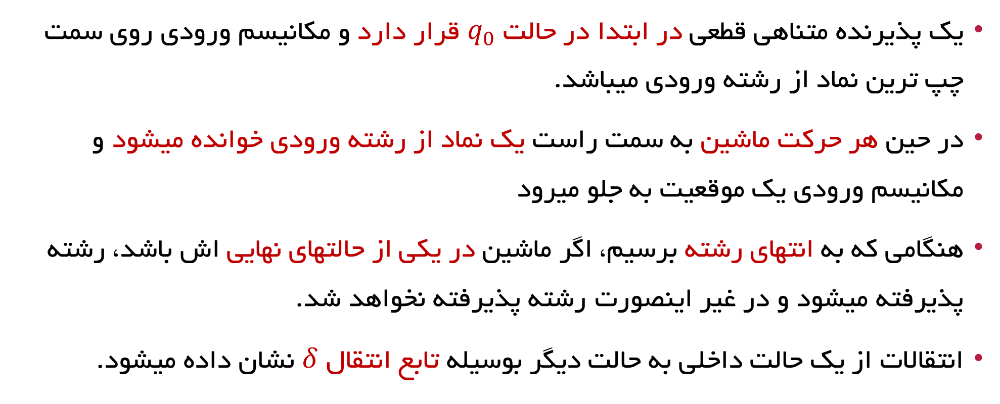 • یک پذیرنده متناهی قطعی در ابتدا در حالت q0 قرار دارد و مکانیسم ورودی روی سمت
چپ ترین نماد از رشته ورودی میباشد.
• در حین هر حرکت ماشین به سمت راست یک نماد از رشته ورودی خوانده میشود و
مکانیسم ورودی یک موقعیت به جلو میرود
• هنگامی که به انتهای رشته برسیم، اگر ماشین در یکی از حالتهای نهایی اش باشد، رشته
پذیرفته میشود و در غیر اینصورت رشته پذیرفته نخواهد شد.
• انتقالات از یک حالت داخلی به حالت دیگر بوسیله تابع انتقال δ نشان داده میشود.